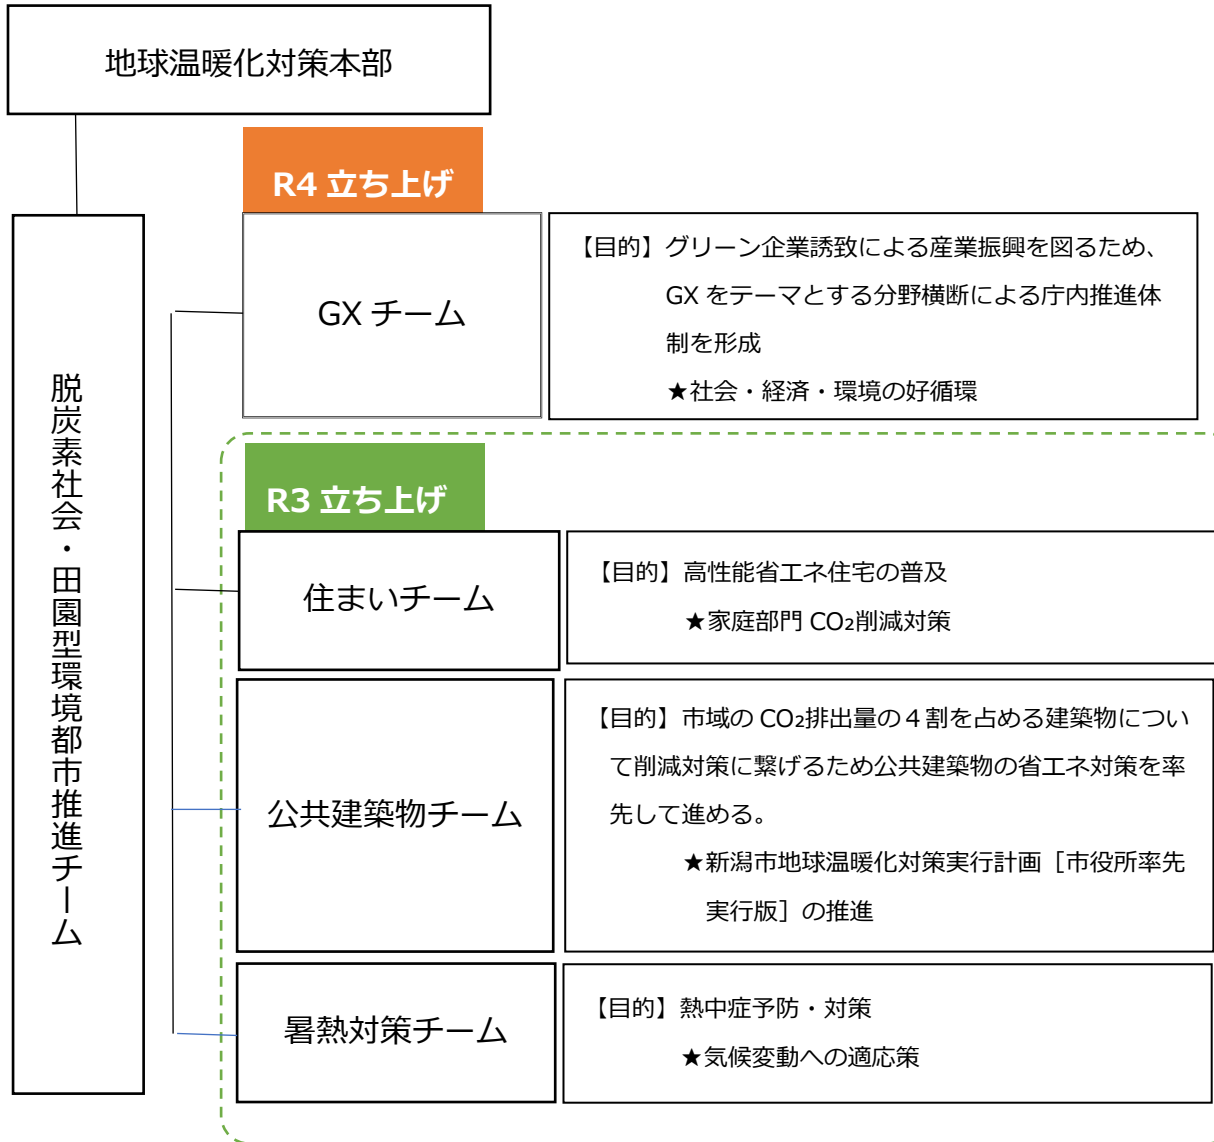 地球温暖化対策本部
脱炭素社会・田園型環境都市推進チーム
R4 立ち上げ
GX チーム
【目的】グリーン企業誘致による産業振興を図るため、
GX をテーマとする分野横断による庁内推進体
制を形成
★社会・経済・環境の好循環
R3 立ち上げ
住まいチーム
【目的】高性能省エネ住宅の普及
★家庭部門 CO₂削減対策
公共建築物チーム
【目的】市域の CO₂排出量の４割を占める建築物につい
て削減対策に繋げるため公共建築物の省エネ対策を率
先して進める。
★新潟市地球温暖化対策実行計画［市役所率先
実行版］の推進
暑熱対策チーム
【目的】熱中症予防・対策
★気候変動への適応策